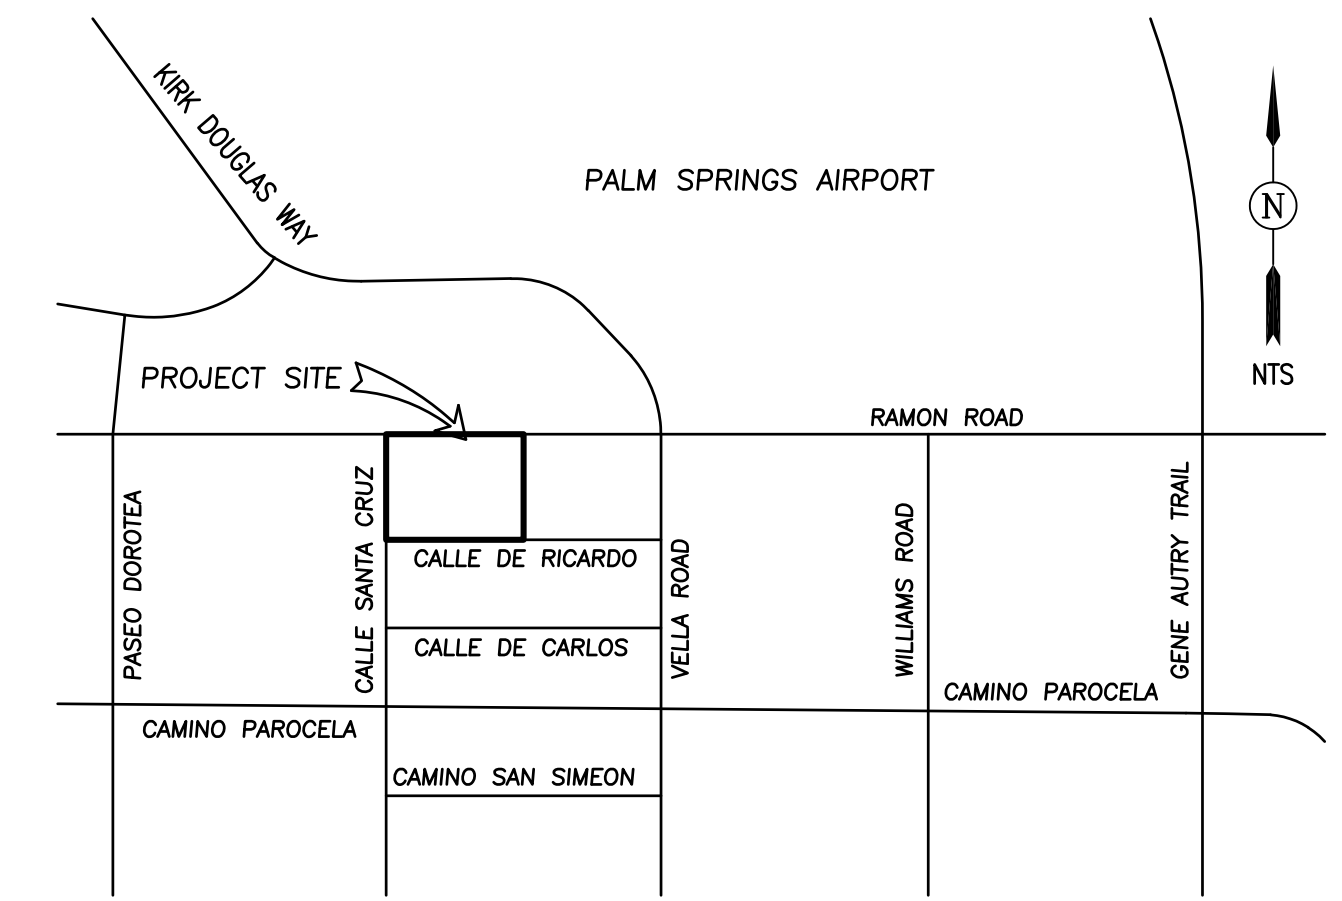 KIRK DOUGLAS WAY
PALM SPRINGS AIRPORT
N
NTS
PROJECT SITE
RAMON ROAD
PASEO DOROTEA
CALLE SANTA CRUZ
CALLE DE RICARDO
VELLA ROAD
WILLIAMS ROAD
GENE AUTRY TRAIL
CALLE DE CARLOS
CAMINO PAROCELA
CAMINO PAROCELA
CAMINO SAN SIMEON